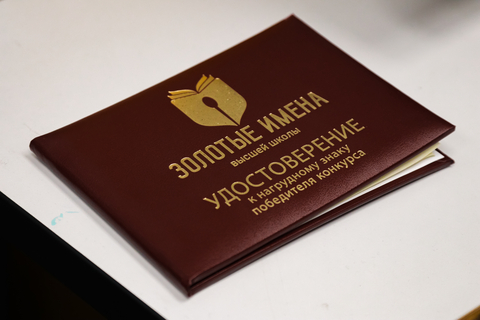 ЗОЛОТЫЕ ИМЕНА
ВЫСШЕЙ ШКОЛЫ
УДОСТОВЕРЕНИЕ
к нагрудному знаку
победителя конкурса